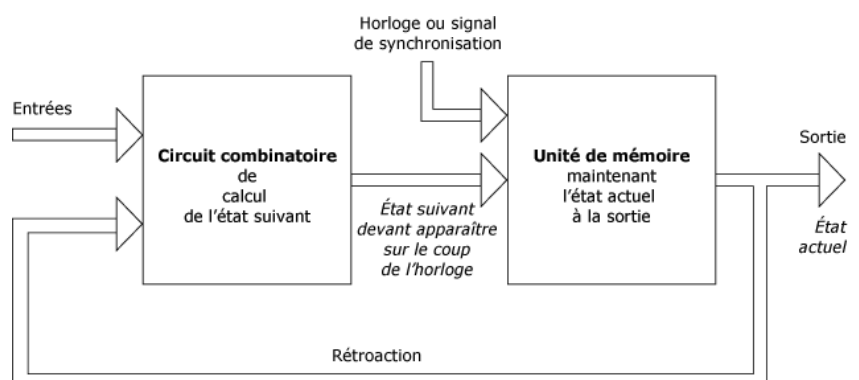 Horloge ou signal
de synchronisation
Entrées
Circuit combinatoire
de
calcul
de l'état suivant
État suivant
devant apparaître
sur le coup
de l'horloge
Unité de mémoire
maintenant
l'état actuel
à la sortie
Sortie
État
actuel
Rétroaction